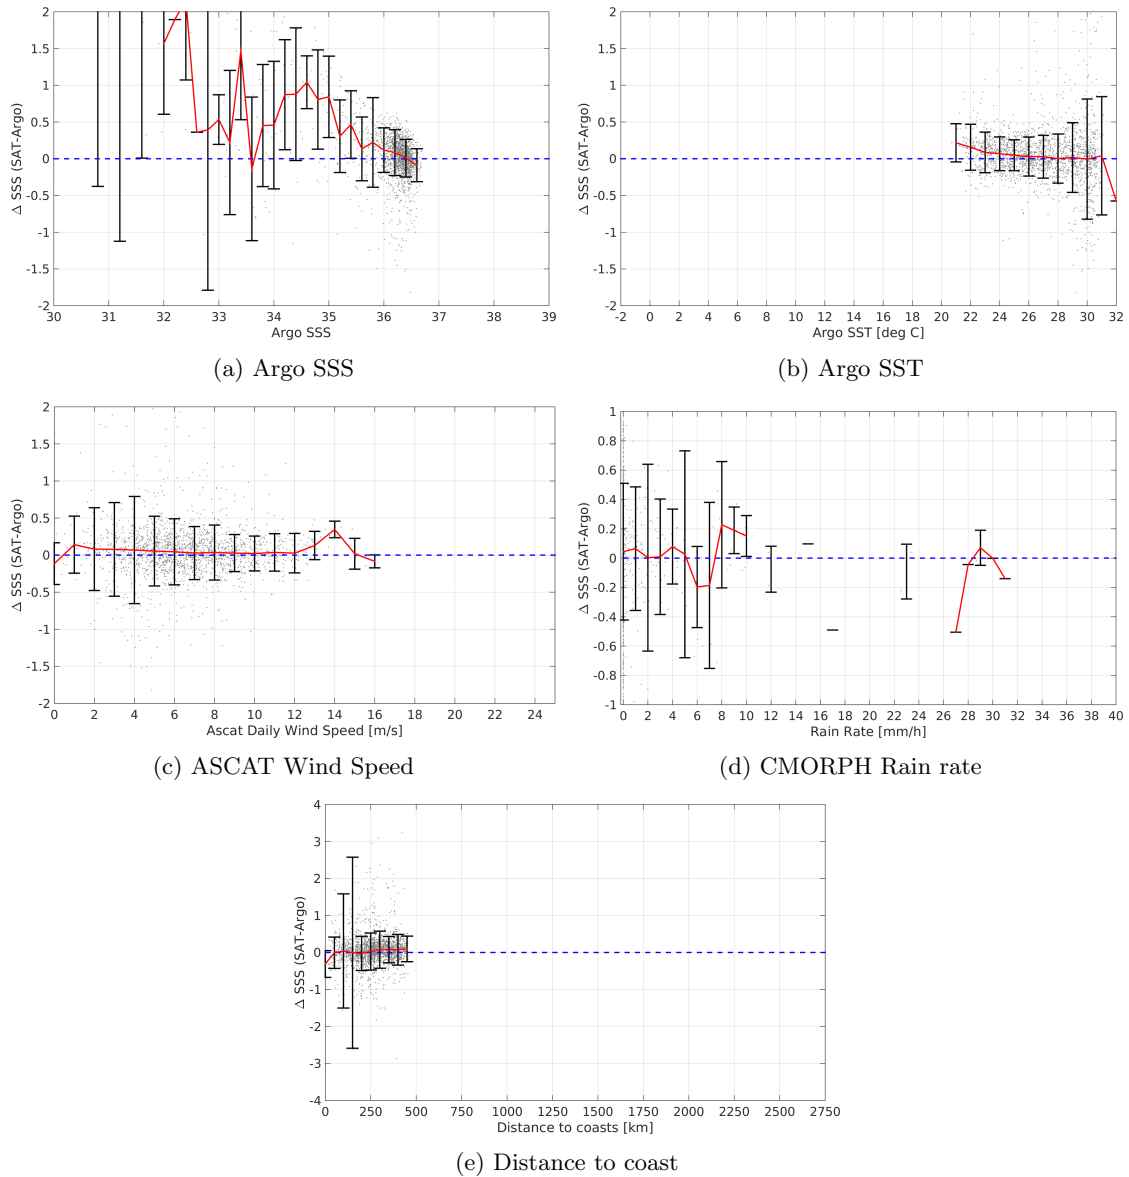 2
1.5
1
0.5
0
-0.5
-1
-1.5
-2
Δ SSS (SAT-Argo)
30 31 32 33 34 35 36 37 38 39
Argo SSS
(a) Argo SSS
2
1.5
1
0.5
0
-0.5
-1
-1.5
-2
Δ SSS (SAT-Argo)
-2 0 2 4 6 8 10 12 14 16 18 20 22 24 26 28 30 32
Argo SST [deg C]
(b) Argo SST
2
1.5
1
0.5
0
-0.5
-1
-1.5
-2
Δ SSS (SAT-Argo)
0 2 4 6 8 10 12 14 16 18 20 22 24
Ascat Daily Wind Speed [m/s]
(c) ASCAT Wind Speed
1
0.8
0.6
0.4
0.2
0
-0.2
-0.4
-0.6
-0.8
-1
Δ SSS (SAT-Argo)
0 2 4 6 8 10 12 14 16 18 20 22 24 26 28 30 32 34 36 38 40
Rain Rate [mm/h]
(d) CMORPH Rain rate
4
3
2
1
0
-1
-2
-3
-4
Δ SSS (SAT-Argo)
0 250 500 750 1000 1250 1500 1750 2000 2250 2500 2750
Distance to coasts [km]
(e) Distance to coast